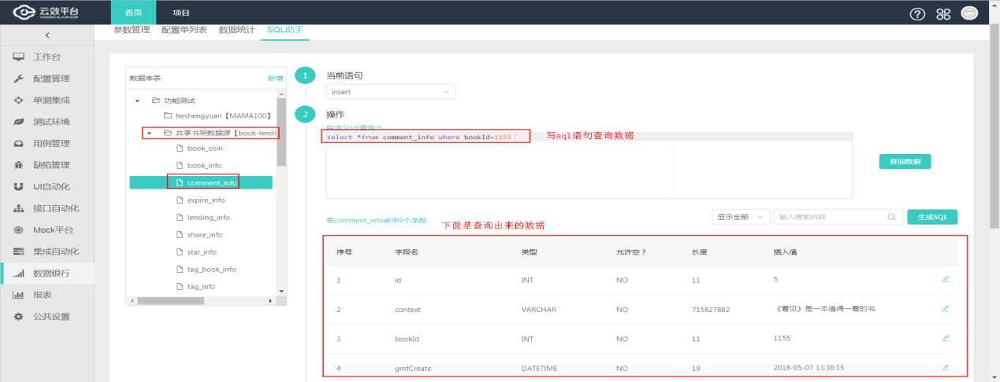 云效平台 首页 项目
YUNXIAO.ALIYUN.COM
参数管理 配置单列表 数据统计 SQL助手
工作台
配置管理
单测集成
测试环境
用例管理
缺陷管理
UI自动化
接口自动化
Mock平台
集成自动化
数据银行
报表
公共设置
数据库表 新增
功能测试
heshengyuan【MAMA100】
共享书架数据源【book-lendi
book_coin
book_info
comment_info
expire_info
lending_info
share_info
star_info
tag_book_info
tag_info
1 当前语句
insert
2 操作
自定义sql查询
select *from comment_info where bookId=1155 写sql语句查询数据
查询数据
表comment_info命中9个字段 下面是查询出来的数据 显示全部 输入搜索内容 生成SQL
序号 字段名 类型 允许空？ 长度 插入值
1 id INT NO 11 5
2 context VARCHAR NO 715827882 《看见》是一本值得一看的书
3 bookId INT NO 11 1155
4 gmtCreate DATETIME NO 19 2018-05-07 13:36:15